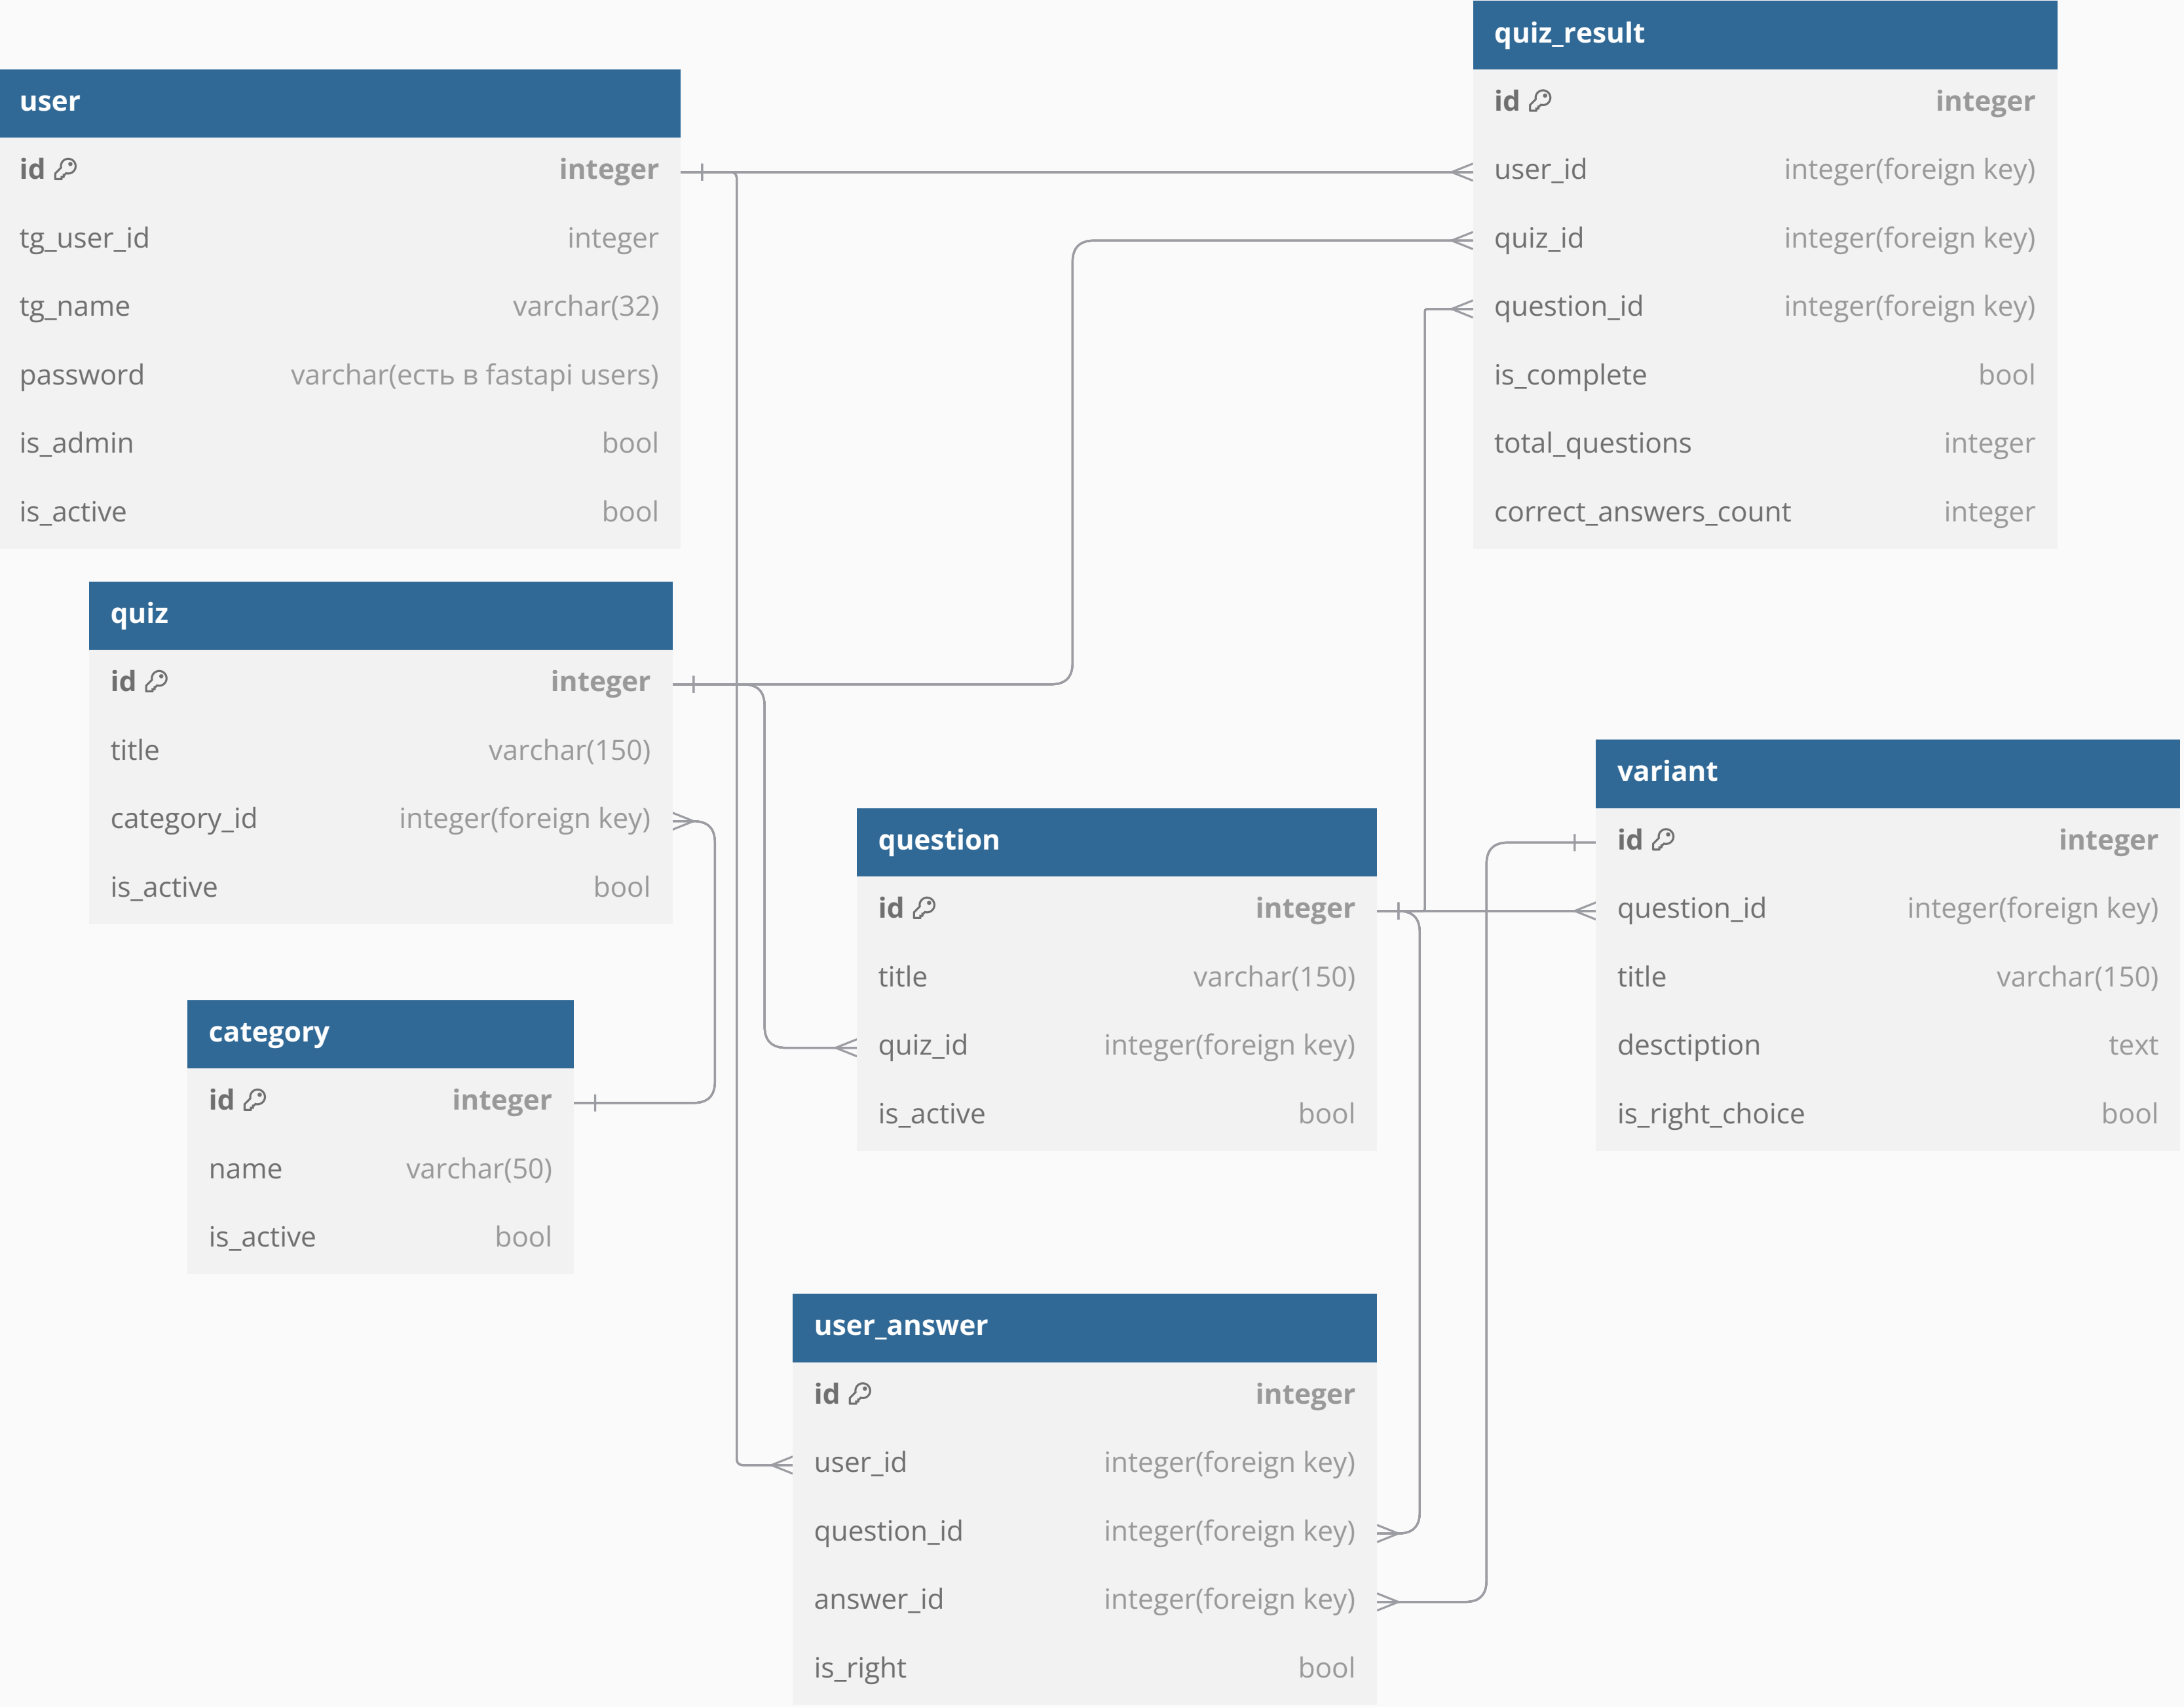 user
id integer
tg_user_id integer
tg_name varchar(32)
password varchar(есть в fastapi users)
is_admin bool
is_active bool
quiz_result
id integer
user_id integer(foreign key)
quiz_id integer(foreign key)
question_id integer(foreign key)
is_complete bool
total_questions integer
correct_answers_count integer
quiz
id integer
title varchar(150)
category_id integer(foreign key)
is_active bool
question
id integer
title varchar(150)
quiz_id integer(foreign key)
is_active bool
variant
id integer
question_id integer(foreign key)
title varchar(150)
desctiption text
is_right_choice bool
category
id integer
name varchar(50)
is_active bool
user_answer
id integer
user_id integer(foreign key)
question_id integer(foreign key)
answer_id integer(foreign key)
is_right bool